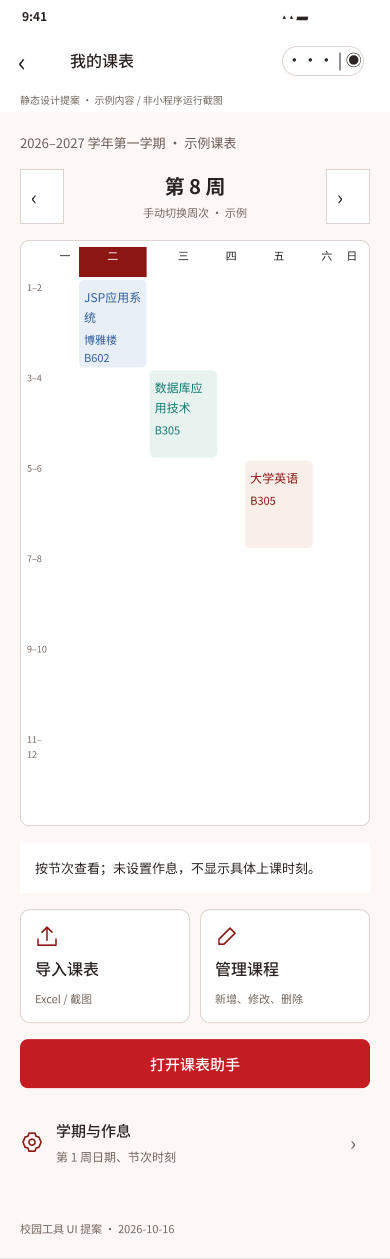 9:41
我的课表
静态设计提案 · 示例内容 / 非小程序运行截图
2026–2027 学年第一学期 · 示例课表
第 8 周
手动切换周次 · 示例
一 二 三 四 五 六 日
1–2
JSP应用系
统
博雅楼
B602
3–4
数据库应
用技术
B305
5–6
大学英语
B305
7–8
9–10
11–
12
按节次查看；未设置作息，不显示具体上课时刻。
导入课表
Excel / 截图
管理课程
新增、修改、删除
打开课表助手
学期与作息
第 1 周日期、节次时刻
校园工具 UI 提案 · 2026-10-16